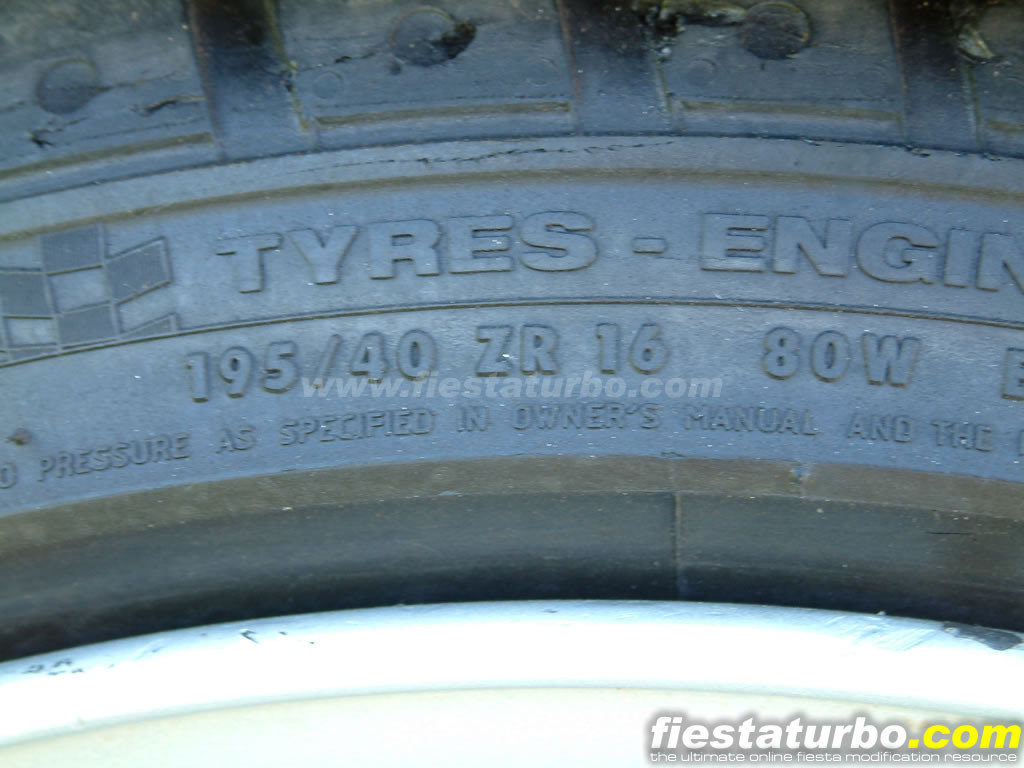 TYRES - ENGIN
195/40 ZR 16 80W
www.fiestaturbo.com
PRESSURE AS SPECIFIED IN OWNER'S MANUAL AND THE
fiestaturbo.com
the ultimate online fiesta modification resource